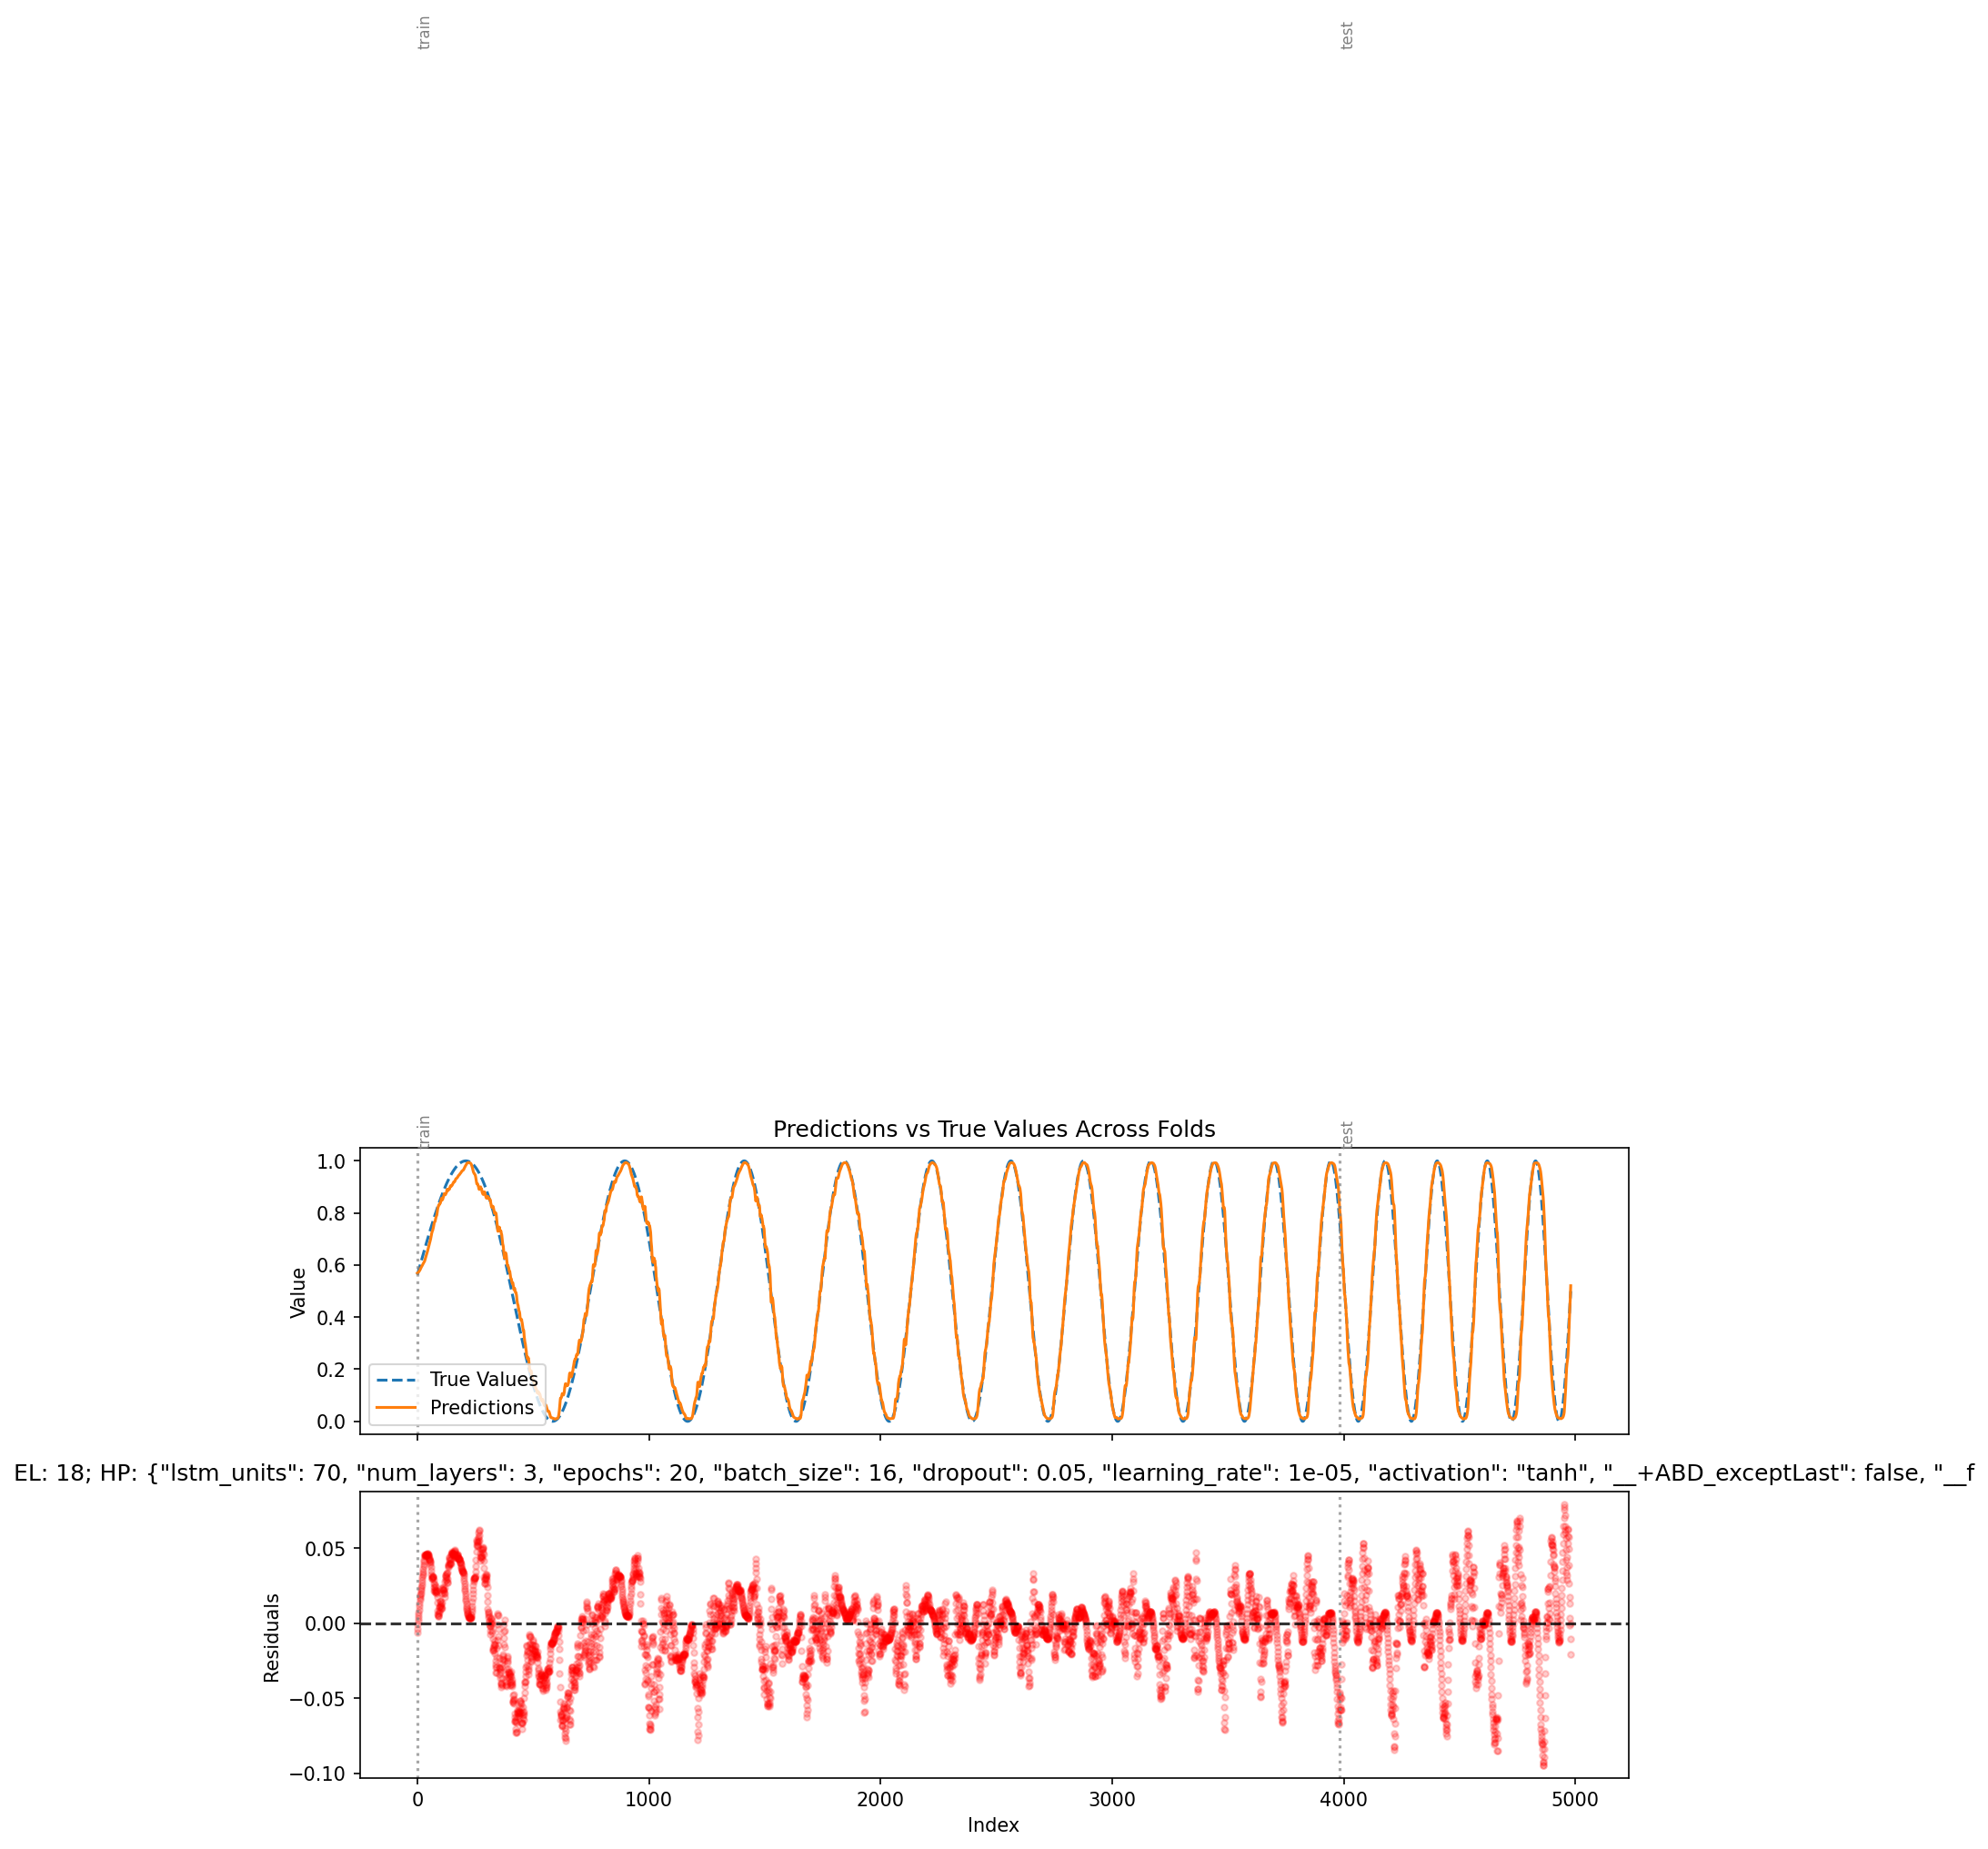 train
test
train
test
Predictions vs True Values Across Folds
1.0
0.8
0.6
0.4
0.2
0.0
Value
True Values
Predictions
EL: 18; HP: {"lstm_units": 70, "num_layers": 3, "epochs": 20, "batch_size": 16, "dropout": 0.05, "learning_rate": 1e-05, "activation": "tanh", "__+ABD_exceptLast": false, "__f
0.05
0.00
−0.05
−0.10
Residuals
0
1000
2000
3000
4000
5000
Index